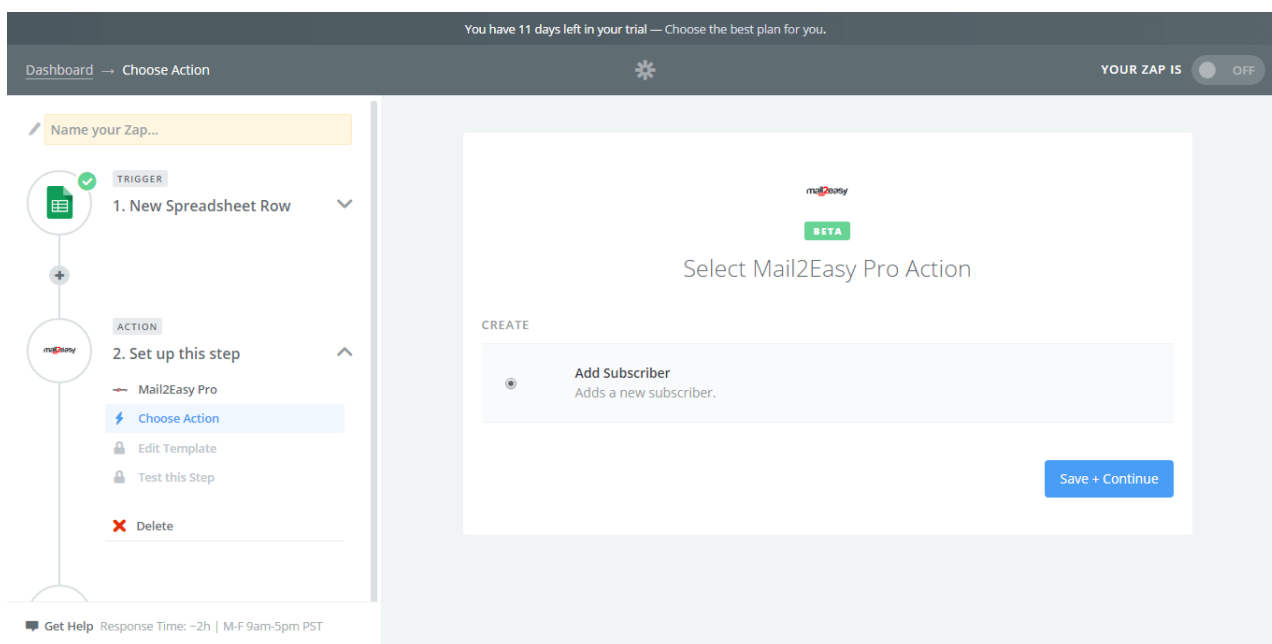 You have 11 days left in your trial — Choose the best plan for you.
Dashboard → Choose Action
YOUR ZAP IS OFF
Name your Zap...
TRIGGER
1. New Spreadsheet Row
ACTION
mail2easy
2. Set up this step
Mail2Easy Pro
Choose Action
Edit Template
Test this Step
Delete
Get Help Response Time: ~2h | M-F 9am-5pm PST
mail2easy
BETA
Select Mail2Easy Pro Action
CREATE
Add Subscriber
Adds a new subscriber.
Save + Continue